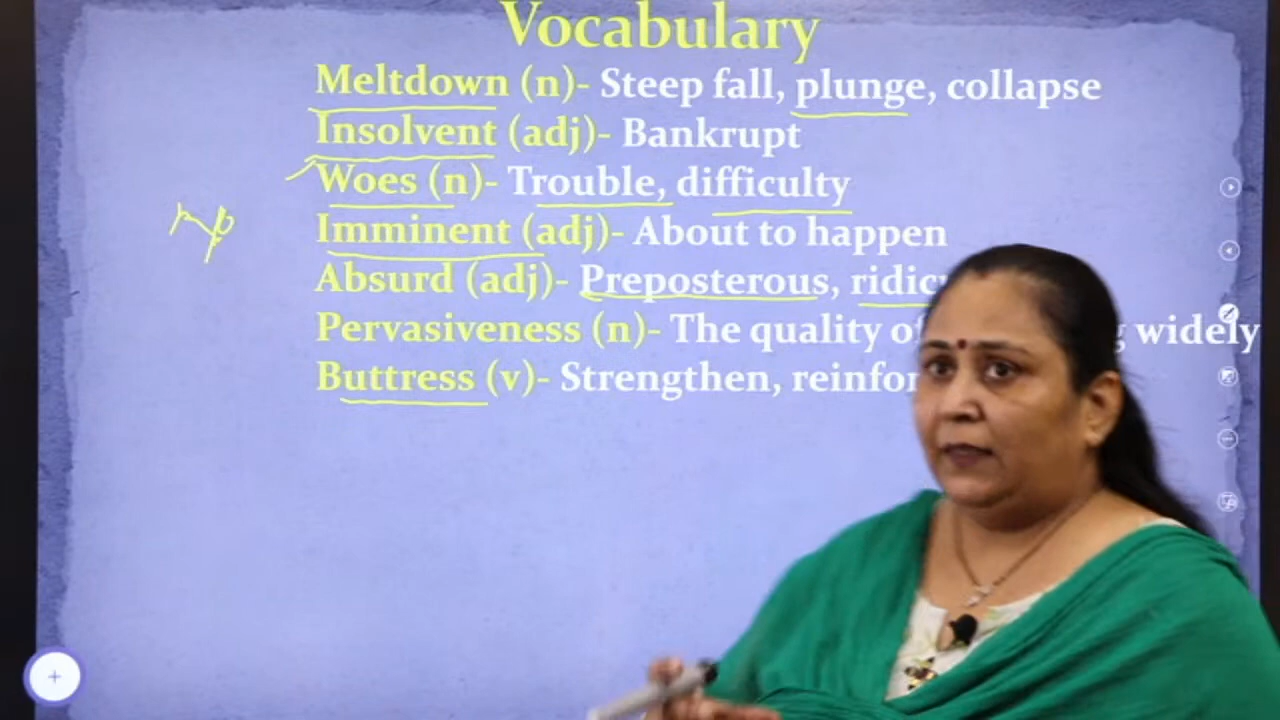 Vocabulary
Meltdown (n)- Steep fall, plunge, collapse
Insolvent (adj)- Bankrupt
Woes (n)- Trouble, difficulty
Imminent (adj)- About to happen
Absurd (adj)- Preposterous,
Pervasiveness (n)- The quality of widely
Buttress (v)- Strengthen,